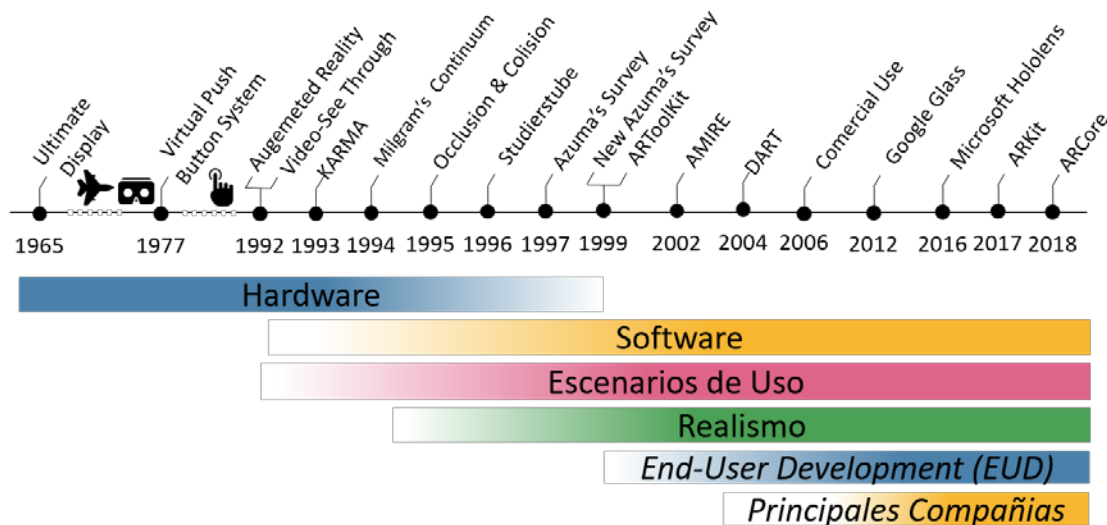 Ultimate
Display
Virtual Push
Button System
Augemeted Reality
Video-See Through
KARMA
Milgram's Continuum
Occlusion & Colision
Studierstube
Azuma's Survey
New Azuma's Survey
ARToolKit
AMIRE
DART
Comercial Use
Google Glass
Microsoft Hololens
ARKit
ARCore
1965 1977 1992 1993 1994 1995 1996 1997 1999 2002 2004 2006 2012 2016 2017 2018
Hardware
Software
Escenarios de Uso
Realismo
End-User Development (EUD)
Principales Compañias